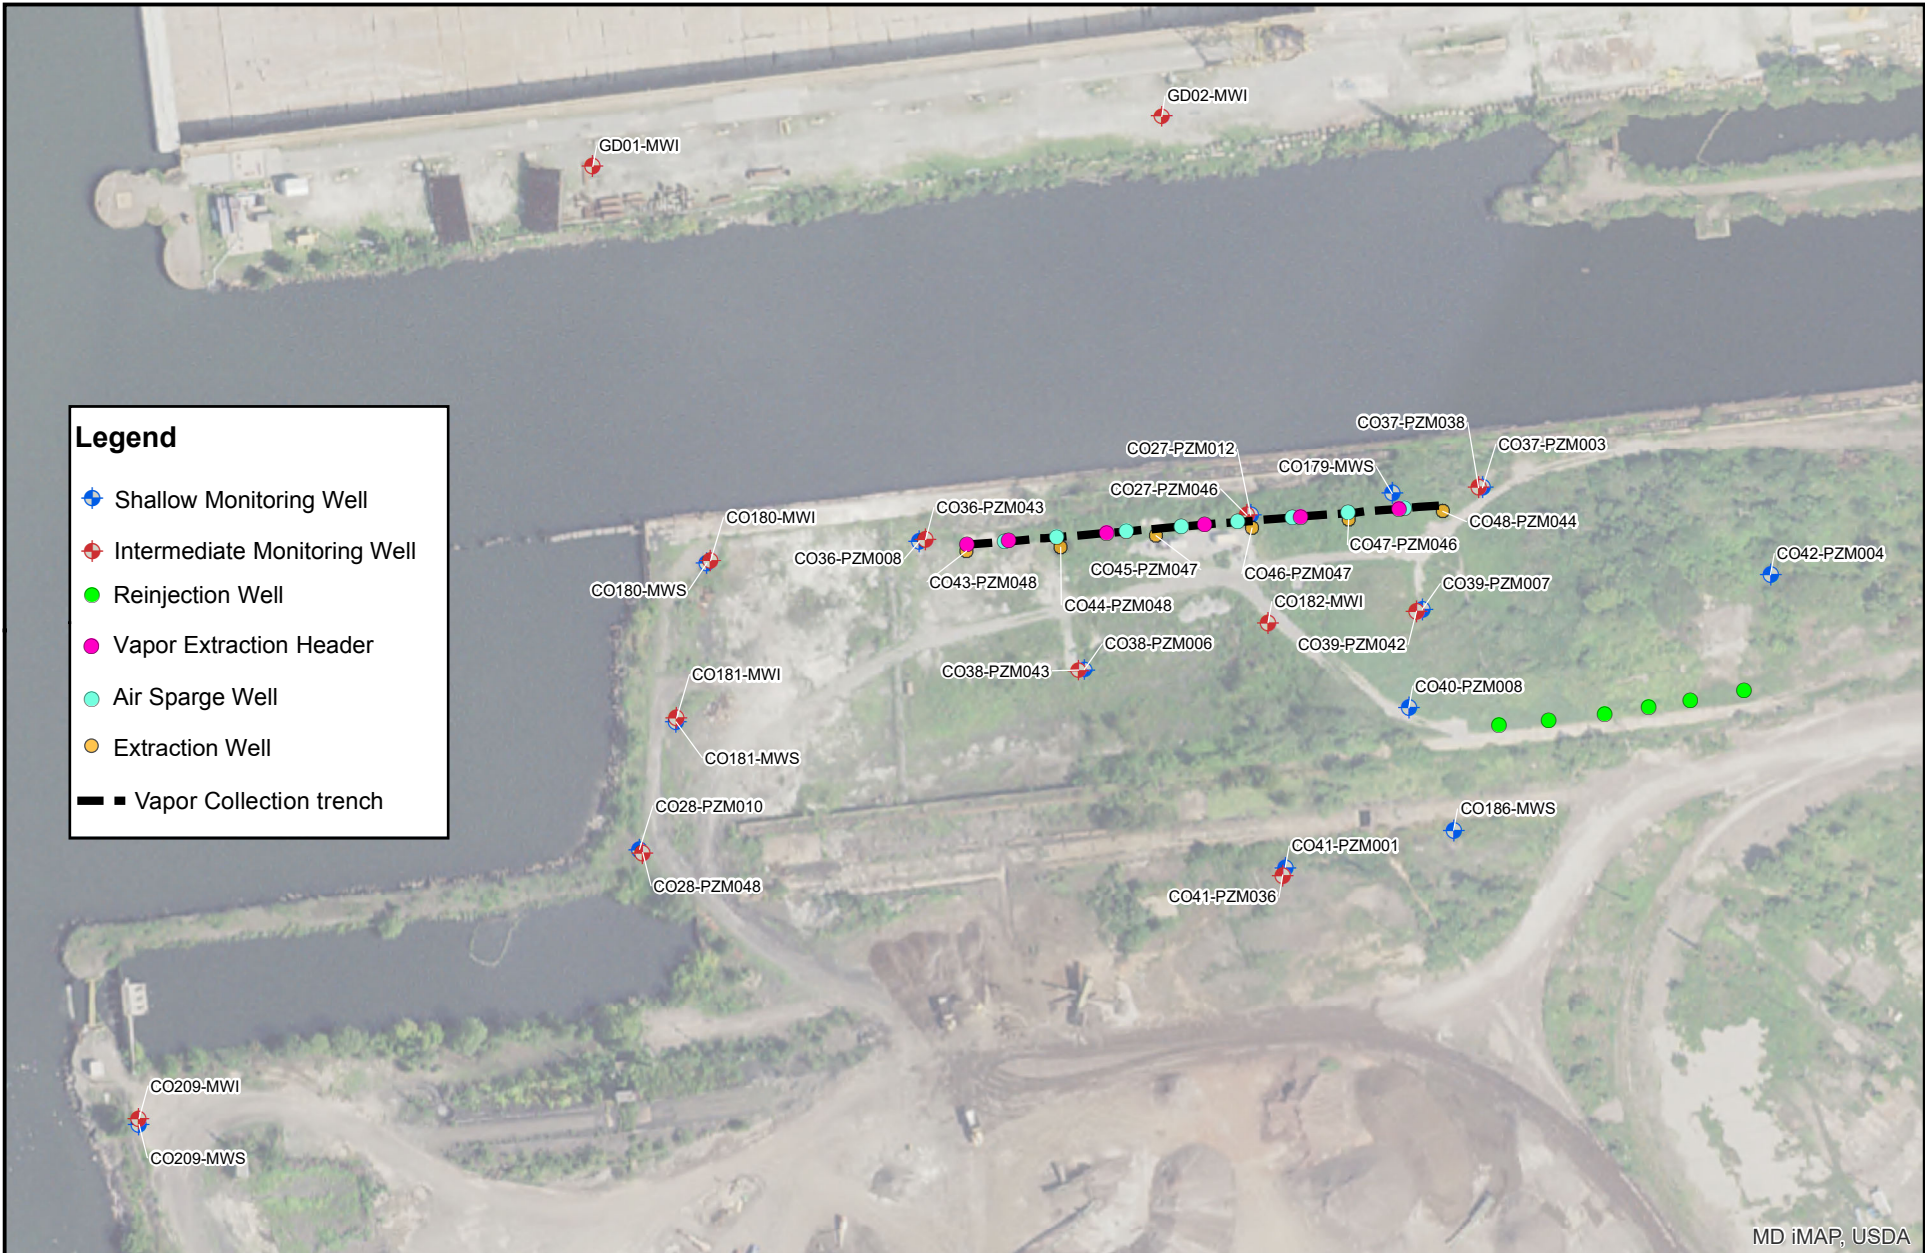 GD02-MWI
GD01-MWI
Legend
Shallow Monitoring Well
Intermediate Monitoring Well
Reinjection Well
Vapor Extraction Header
Air Sparge Well
Extraction Well
Vapor Collection trench
CO37-PZM038
CO37-PZM003
CO27-PZM012
CO179-MWS
CO27-PZM046
CO36-PZM043
CO180-MWI
CO48-PZM044
CO36-PZM008
CO47-PZM046
CO42-PZM004
CO45-PZM047
CO46-PZM047
CO43-PZM048
CO39-PZM007
CO180-MWS
CO44-PZM048
CO182-MWI
CO38-PZM006
CO39-PZM042
CO38-PZM043
CO181-MWI
CO40-PZM008
CO181-MWS
CO28-PZM010
CO186-MWS
CO41-PZM001
CO28-PZM048
CO41-PZM036
CO209-MWI
CO209-MWS
MD iMAP, USDA